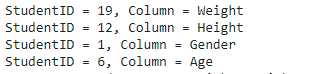 StudentID = 19, Column = Weight
StudentID = 12, Column = Height
StudentID = 1, Column = Gender
StudentID = 6, Column = Age